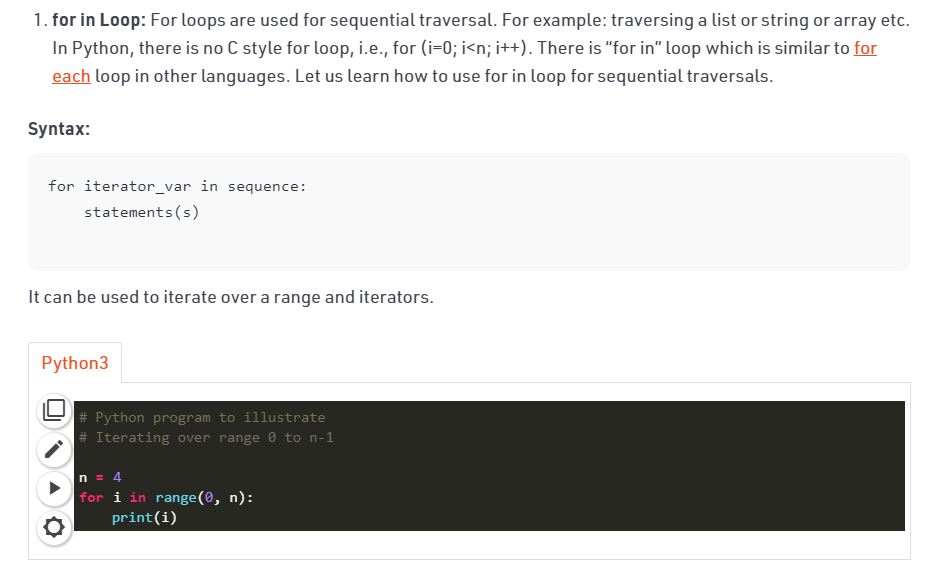 1. for in Loop: For loops are used for sequential traversal. For example: traversing a list or string or array etc.
In Python, there is no C style for loop, i.e., for (i=0; i<n; i++). There is “for in” loop which is similar to for
each loop in other languages. Let us learn how to use for in loop for sequential traversals.
Syntax:
for iterator_var in sequence:
    statements(s)
It can be used to iterate over a range and iterators.
Python3
# Python program to illustrate
# Iterating over range 0 to n-1
n = 4
for i in range(0, n):
    print(i)